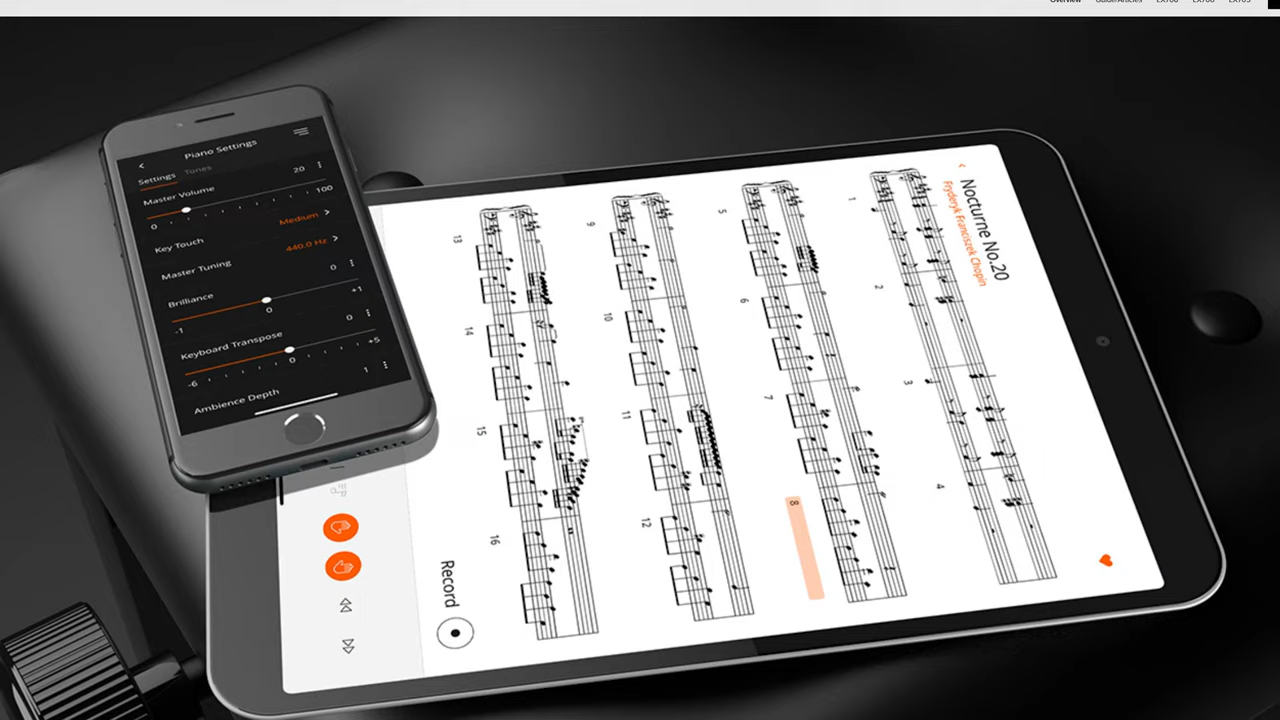 Overview
Piano Settings
Settings Tones
Master Volume 20
0 100
Key Touch Medium
Master Tuning 440.0 Hz
Brilliance 0
-1 0 +1
Keyboard Transpose 0
-6 0 +5
Ambience Depth 1
Nocturne No.20
Fryderyk Franciszek Chopin
1 2 3 4
5 6 7 8
9 10 11 12
13 14 15 16
Record